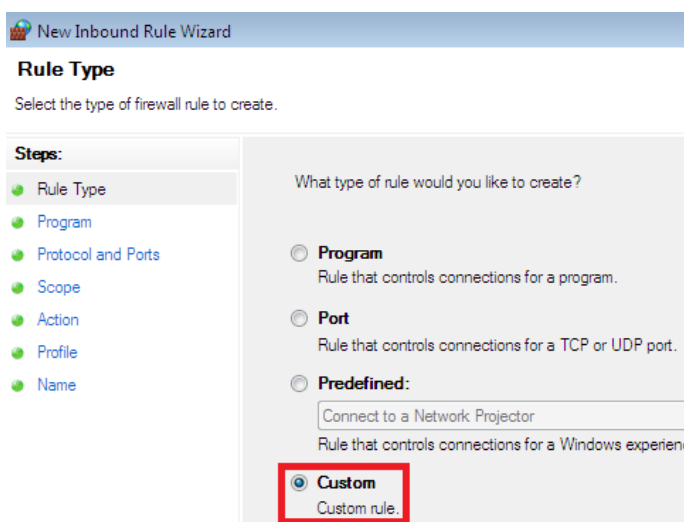 New Inbound Rule Wizard
Rule Type
Select the type of firewall rule to create.
Steps:
Rule Type
Program
Protocol and Ports
Scope
Action
Profile
Name
What type of rule would you like to create?
Program
Rule that controls connections for a program.
Port
Rule that controls connections for a TCP or UDP port.
Predefined:
Connect to a Network Projector
Rule that controls connections for a Windows
Custom
Custom rule.